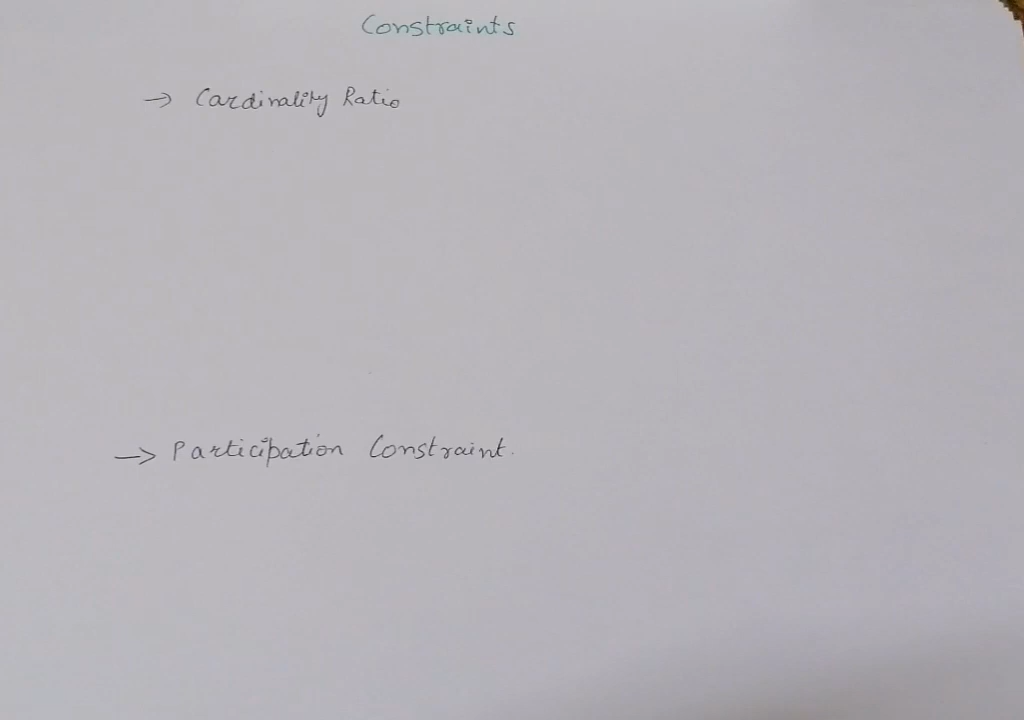 Constraints
→ Cardinality Ratio
→ Participation Constraint.